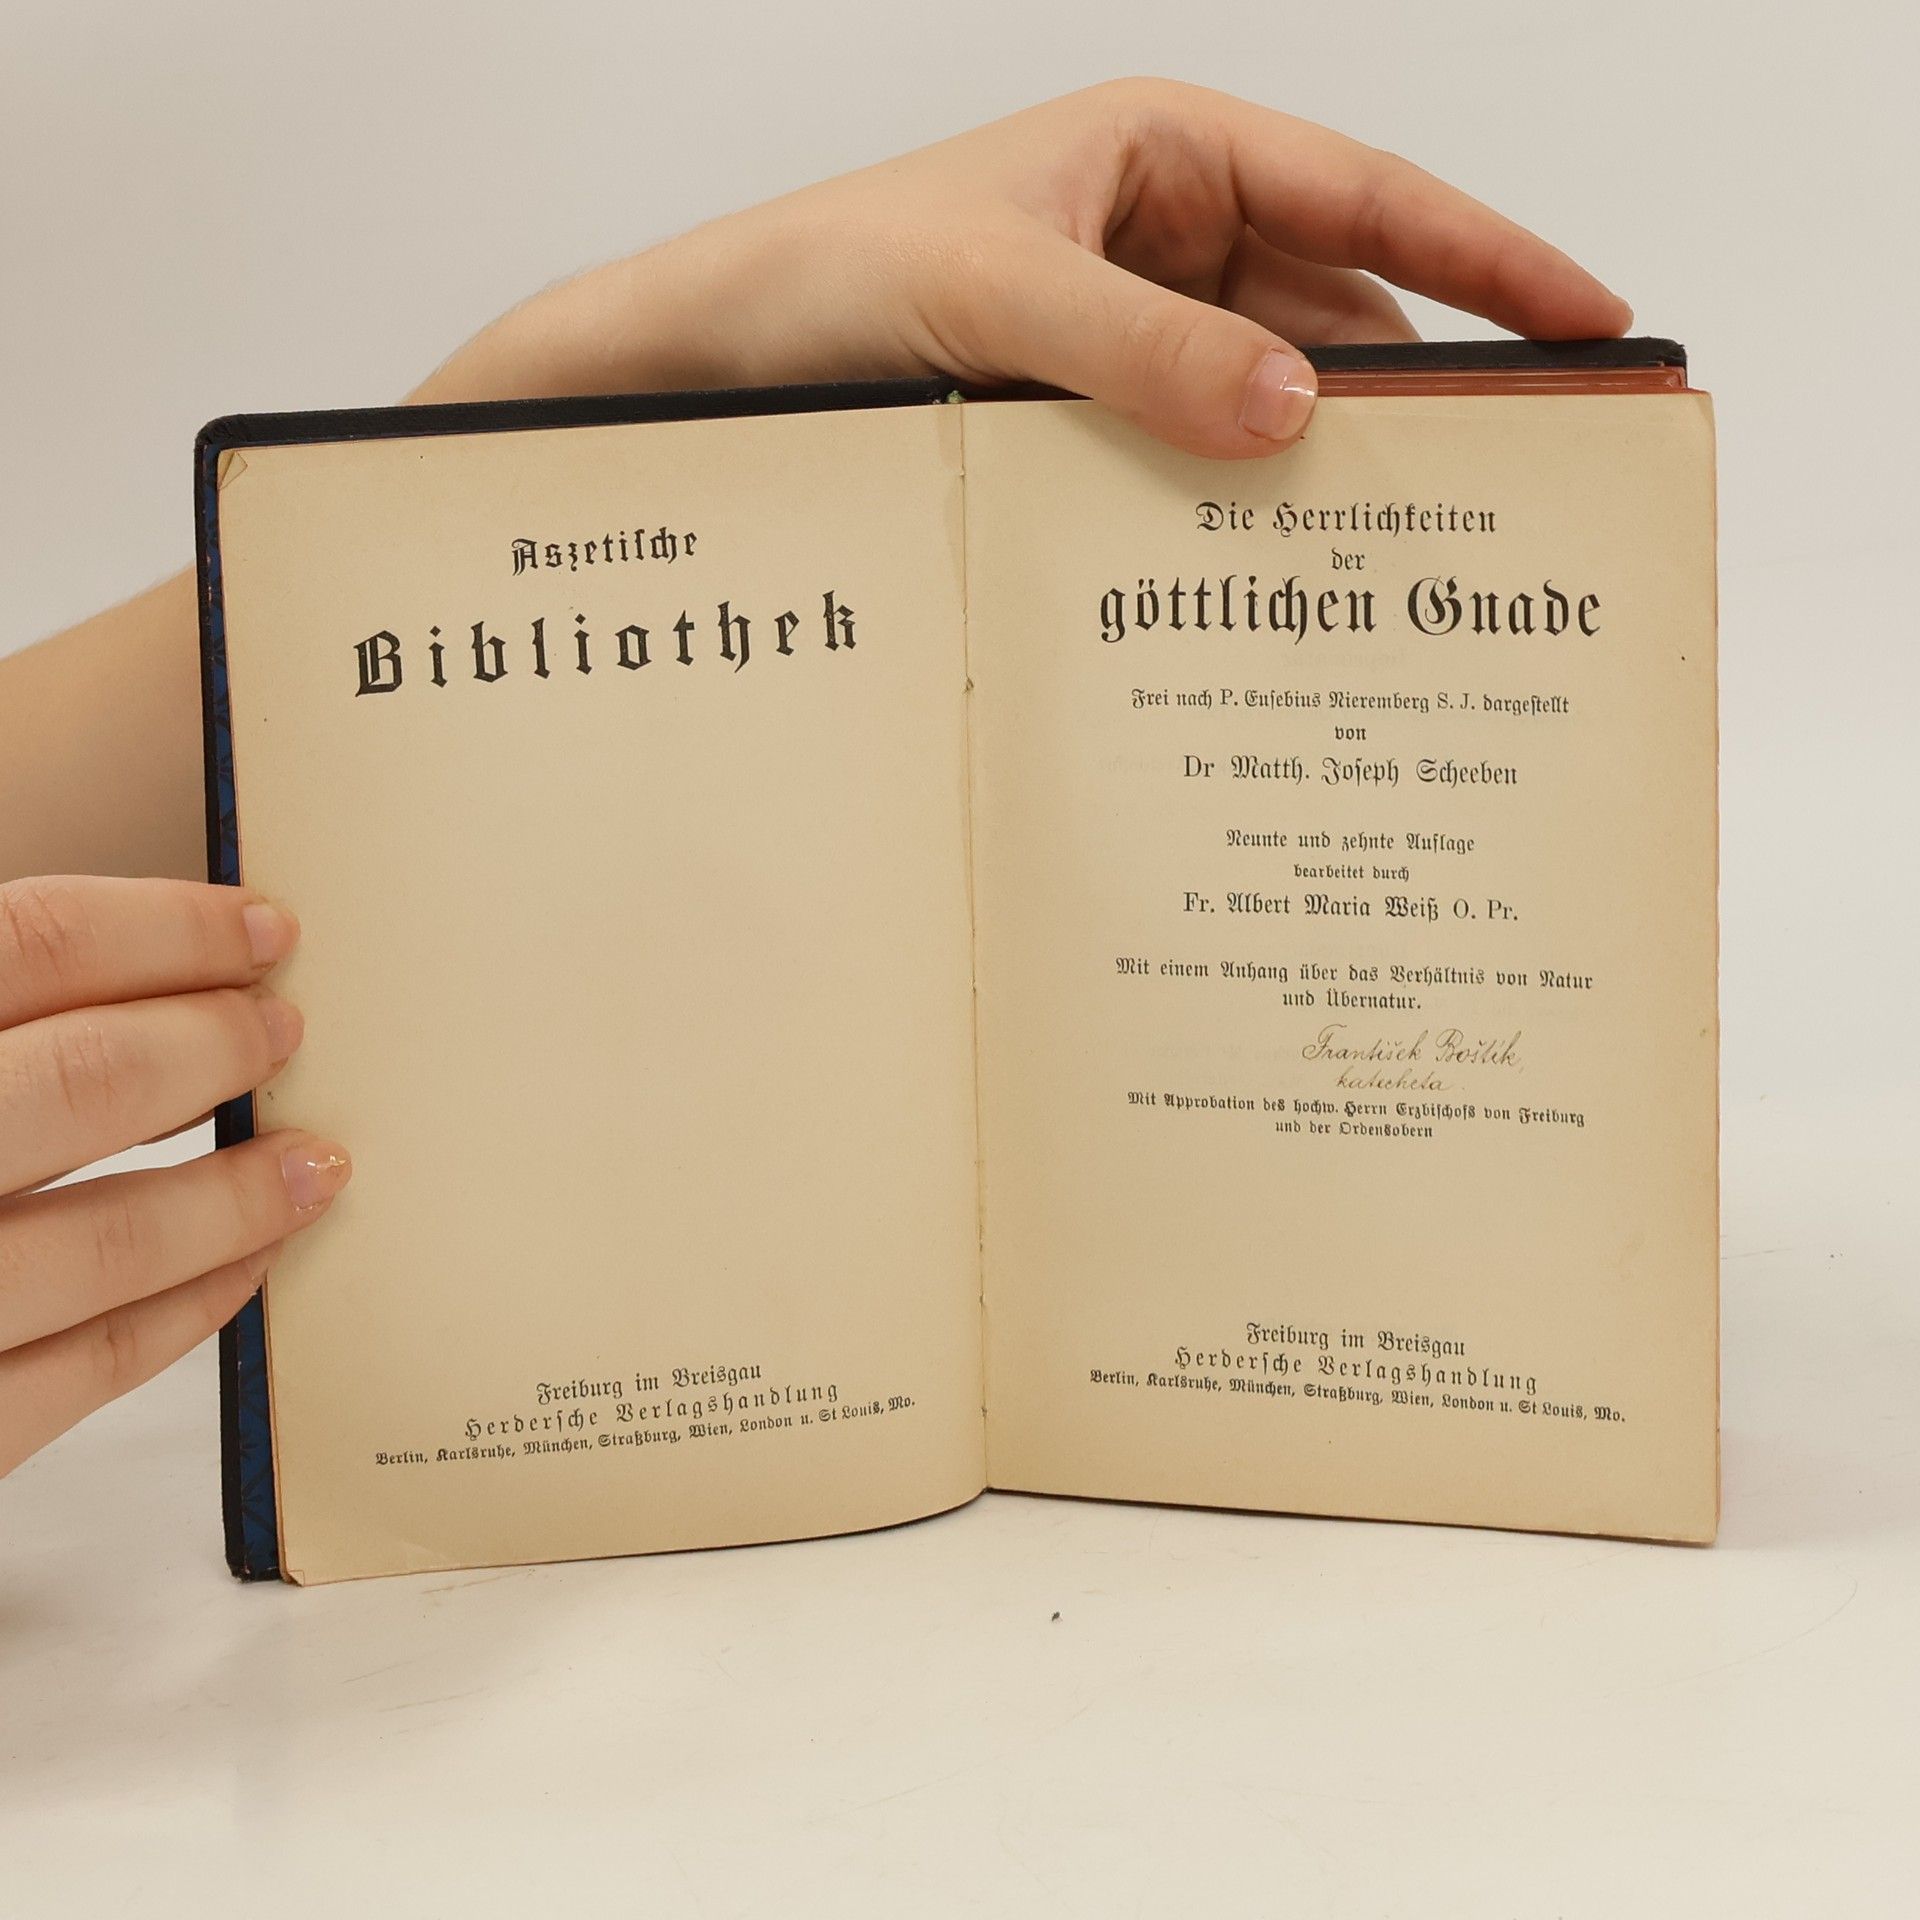 Aszetische
Bibliothek
Freiburg im Breisgau
Herdersche Verlagshandlung
Berlin, Karlsruhe, München, Straßburg, Wien, London u. St Louis, Mo.
Die Herrlichkeiten
der
göttlichen Gnade
Frei nach P. Eusebius Nieremberg S. J. dargestellt
von
Dr Matth. Joseph Scheeben
Neunte und zehnte Auflage
bearbeitet durch
Fr. Albert Maria Weiß O. Pr.
Mit einem Anhang über das Verhältnis von Natur
und Übernatur.
František Boštík,
katecheta.
Mit Approbation des hochw. Herrn Erzbischofs von Freiburg
und der Ordensobern
Freiburg im Breisgau
Herdersche Verlagshandlung
Berlin, Karlsruhe, München, Straßburg, Wien, London u. St Louis, Mo.